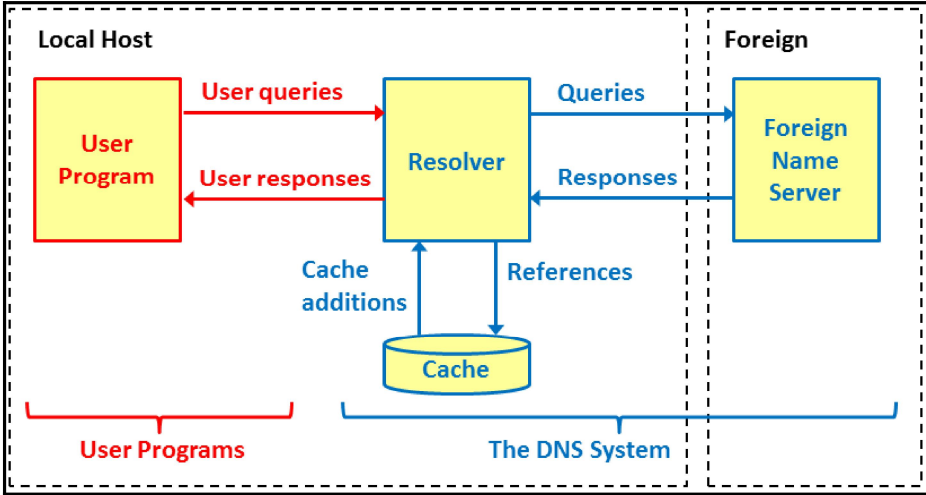 Local Host
Foreign
User queries
Queries
User
Program
Resolver
Foreign
Name
Server
User responses
Responses
Cache
additions
References
Cache
User Programs
The DNS System